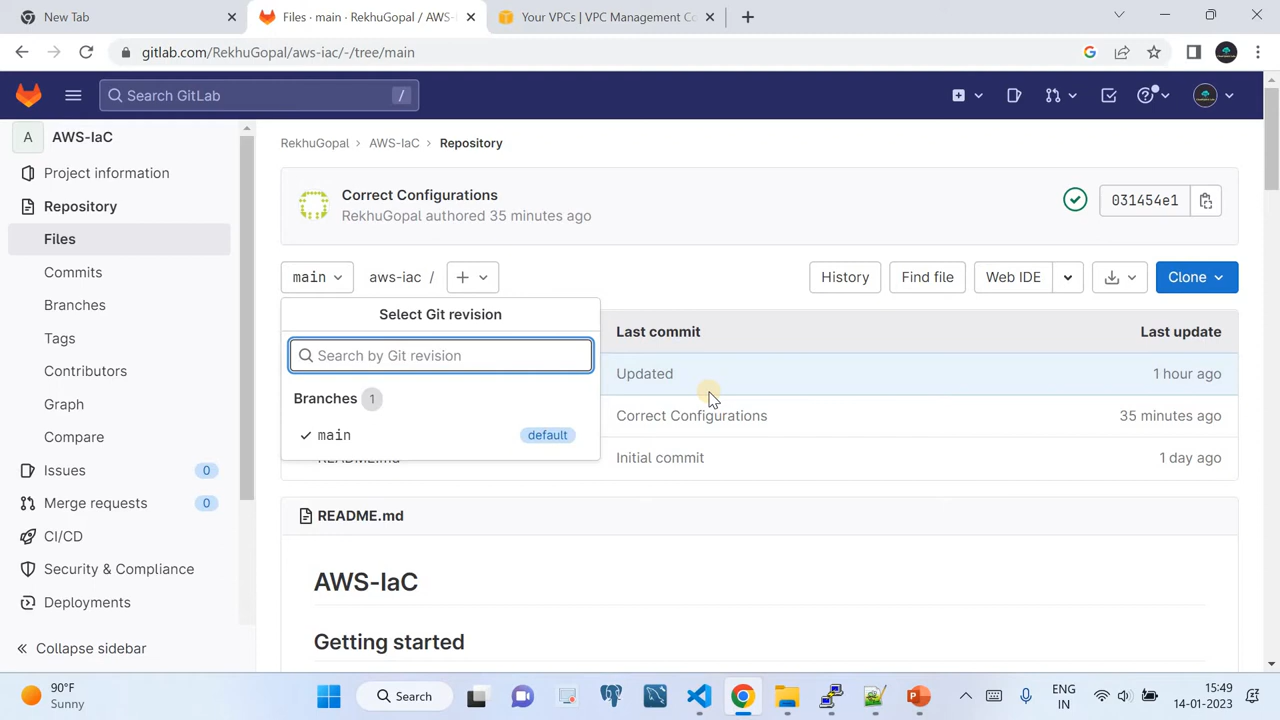 New Tab
Files · main · RekhuGopal / AWS-
Your VPCs | VPC Management Co
gitlab.com/RekhuGopal/aws-iac/-/tree/main
Search GitLab /
A AWS-IaC
Project information
Repository
Files
Commits
Branches
Tags
Contributors
Graph
Compare
Issues 0
Merge requests 0
CI/CD
Security & Compliance
Deployments
Collapse sidebar
RekhuGopal > AWS-IaC > Repository
Correct Configurations
RekhuGopal authored 35 minutes ago
031454e1
main
aws-iac /
History
Find file
Web IDE
Clone
Select Git revision
Search by Git revision
Branches 1
main default
Last commit Last update
Updated 1 hour ago
Correct Configurations 35 minutes ago
Initial commit 1 day ago
README.md
AWS-IaC
Getting started
90°F
Sunny
Search
ENG
IN
15:49
14-01-2023